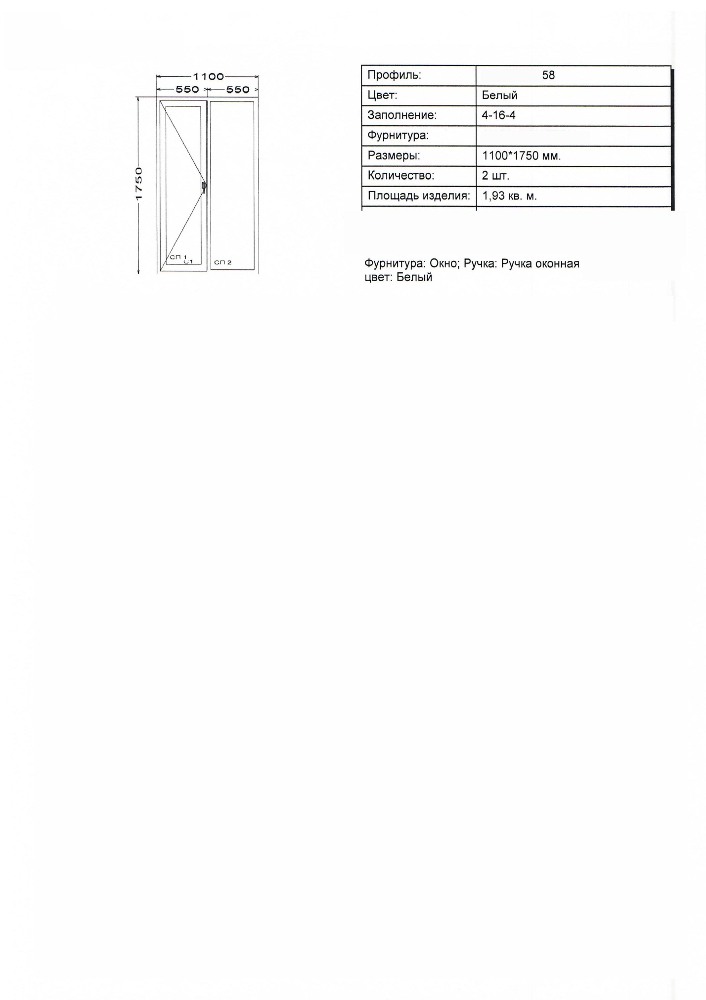 1100
550 550
1750
СП 1
С1
СП 2
Профиль: 58
Цвет: Белый
Заполнение: 4-16-4
Фурнитура:
Размеры: 1100*1750 мм.
Количество: 2 шт.
Площадь изделия: 1,93 кв. м.
Фурнитура: Окно; Ручка: Ручка оконная
цвет: Белый